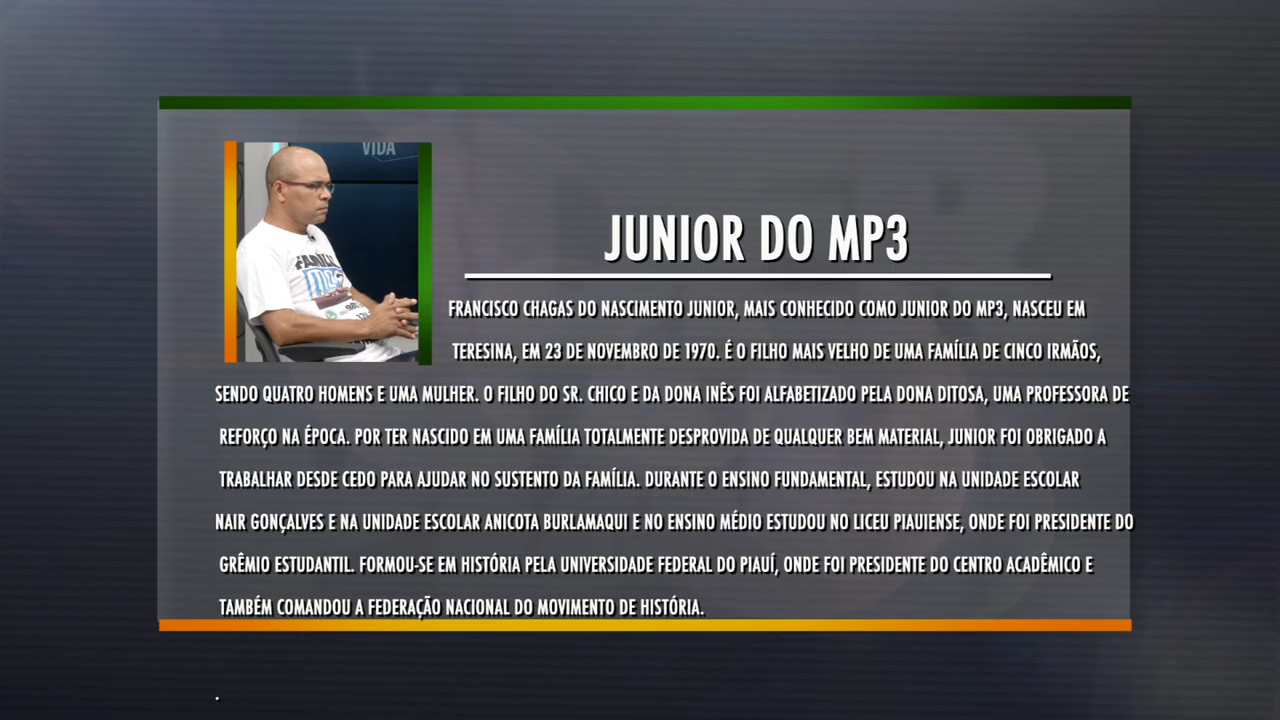 VIDA
JUNIOR DO MP3
FRANCISCO CHAGAS DO NASCIMENTO JUNIOR, MAIS CONHECIDO COMO JUNIOR DO MP3, NASCEU EM
TERESINA, EM 23 DE NOVEMBRO DE 1970. É O FILHO MAIS VELHO DE UMA FAMÍLIA DE CINCO IRMÃOS,
SENDO QUATRO HOMENS E UMA MULHER. O FILHO DO SR. CHICO E DA DONA INÊS FOI ALFABETIZADO PELA DONA DITOSA, UMA PROFESSORA DE
REFORÇO NA ÉPOCA. POR TER NASCIDO EM UMA FAMÍLIA TOTALMENTE DESPROVIDA DE QUALQUER BEM MATERIAL, JUNIOR FOI OBRIGADO A
TRABALHAR DESDE CEDO PARA AJUDAR NO SUSTENTO DA FAMÍLIA. DURANTE O ENSINO FUNDAMENTAL, ESTUDOU NA UNIDADE ESCOLAR
NAIR GONÇALVES E NA UNIDADE ESCOLAR ANICOTA BURLAMAQUI E NO ENSINO MÉDIO ESTUDOU NO LICEU PIAUIENSE, ONDE FOI PRESIDENTE DO
GRÊMIO ESTUDANTIL. FORMOU-SE EM HISTÓRIA PELA UNIVERSIDADE FEDERAL DO PIAUÍ, ONDE FOI PRESIDENTE DO CENTRO ACADÊMICO E
TAMBÉM COMANDOU A FEDERAÇÃO NACIONAL DO MOVIMENTO DE HISTÓRIA.
.